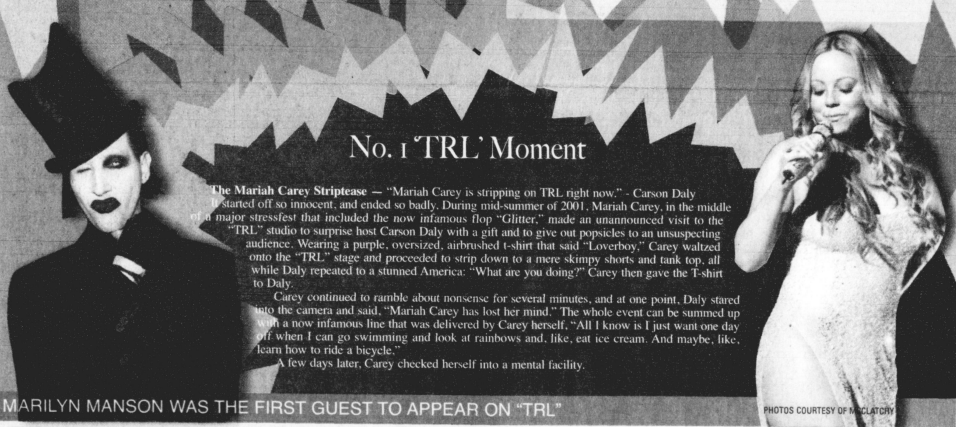 No. 1 'TRL' Moment
The Mariah Carey Striptease — “Mariah Carey is stripping on TRL right now.” - Carson Daly
It started off so innocent, and ended so badly. During mid-summer of 2001, Mariah Carey, in the middle
of a major stressfest that included the now infamous flop “Glitter,” made an unannounced visit to the
“TRL” studio to surprise host Carson Daly with a gift and to give out popsicles to an unsuspecting
audience. Wearing a purple, oversized, airbrushed t-shirt that said “Loverboy,” Carey waltzed
onto the “TRL” stage and proceeded to strip down to a mere skimpy shorts and tank top, all
while Daly repeated to a stunned America: “What are you doing?” Carey then gave the T-shirt
to Daly.
Carey continued to ramble about nonsense for several minutes, and at one point, Daly stared
into the camera and said, “Mariah Carey has lost her mind.” The whole event can be summed up
with a now infamous line that was delivered by Carey herself, “All I know is I just want one day
off when I can go swimming and look at rainbows and, like, eat ice cream. And maybe, like,
learn how to ride a bicycle.”
A few days later, Carey checked herself into a mental facility.
MARILYN MANSON WAS THE FIRST GUEST TO APPEAR ON “TRL”
PHOTOS COURTESY OF MCCLATCHY